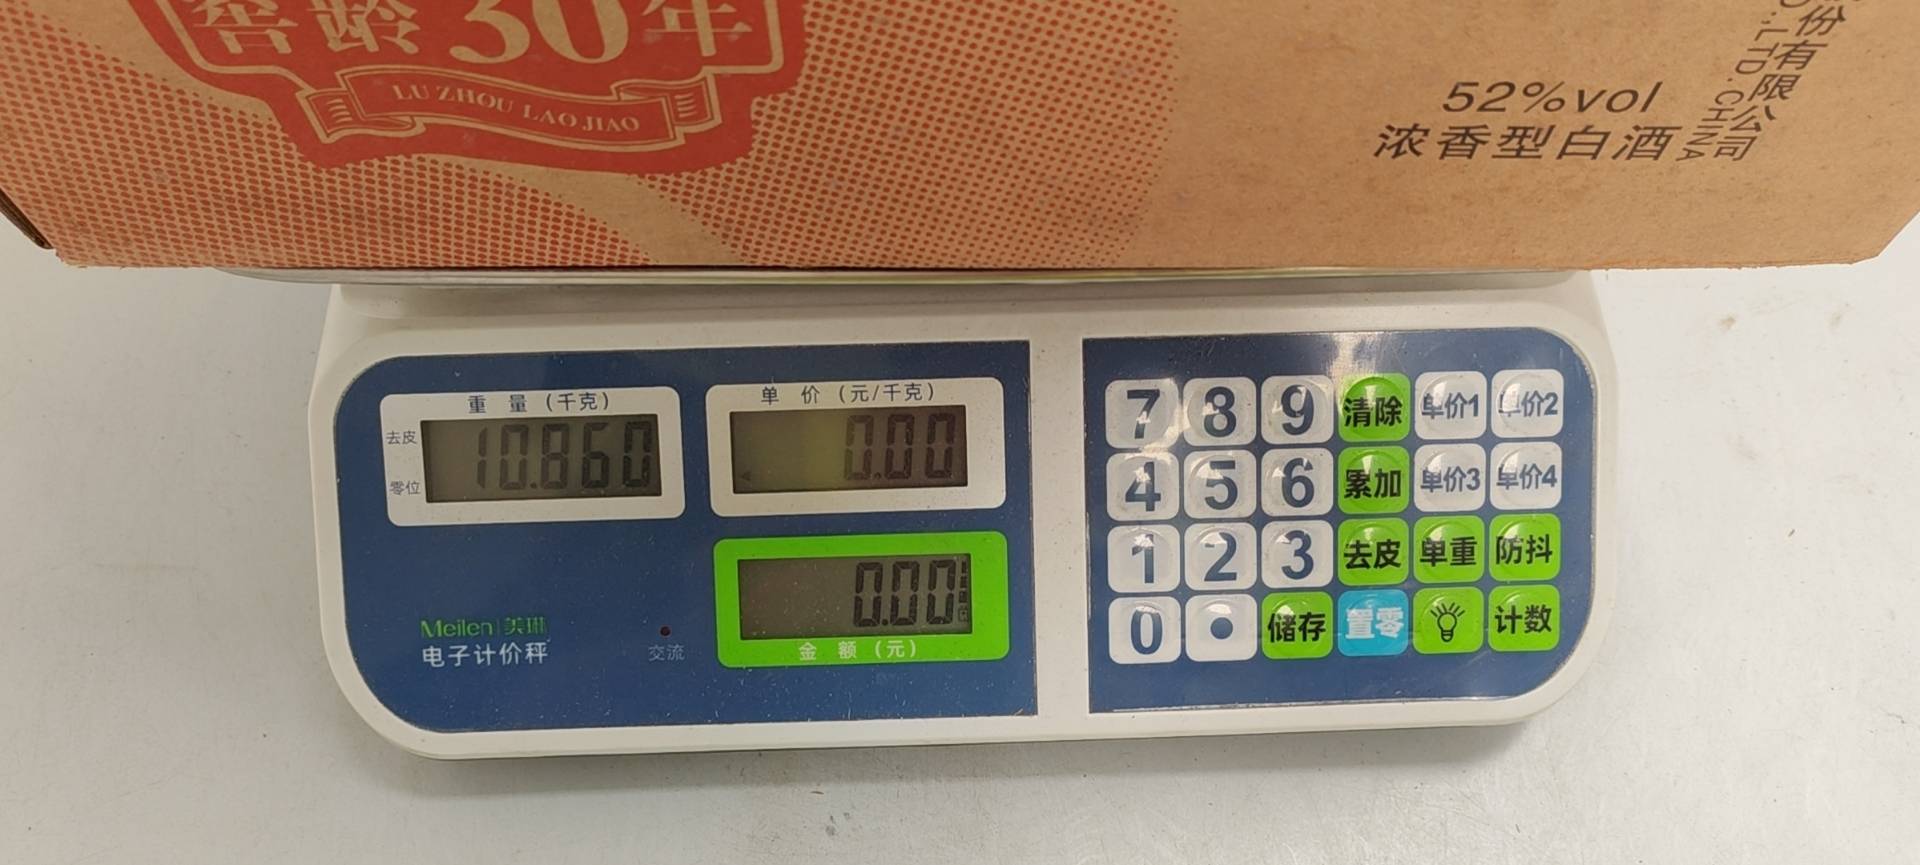 窖龄30年
LU ZHOU LAO JIAO
52%vol
浓香型白酒
份有限公司
.,LTD.CHINA
重量(千克)
去皮
零位
10.860
单价(元/千克)
0.00
0.00
金额(元)
Meilen|美琳
电子计价秤
交流
7 8 9 清除 单价1 单价2
4 5 6 累加 单价3 单价4
1 2 3 去皮 单重 防抖
0 • 储存 置零 计数